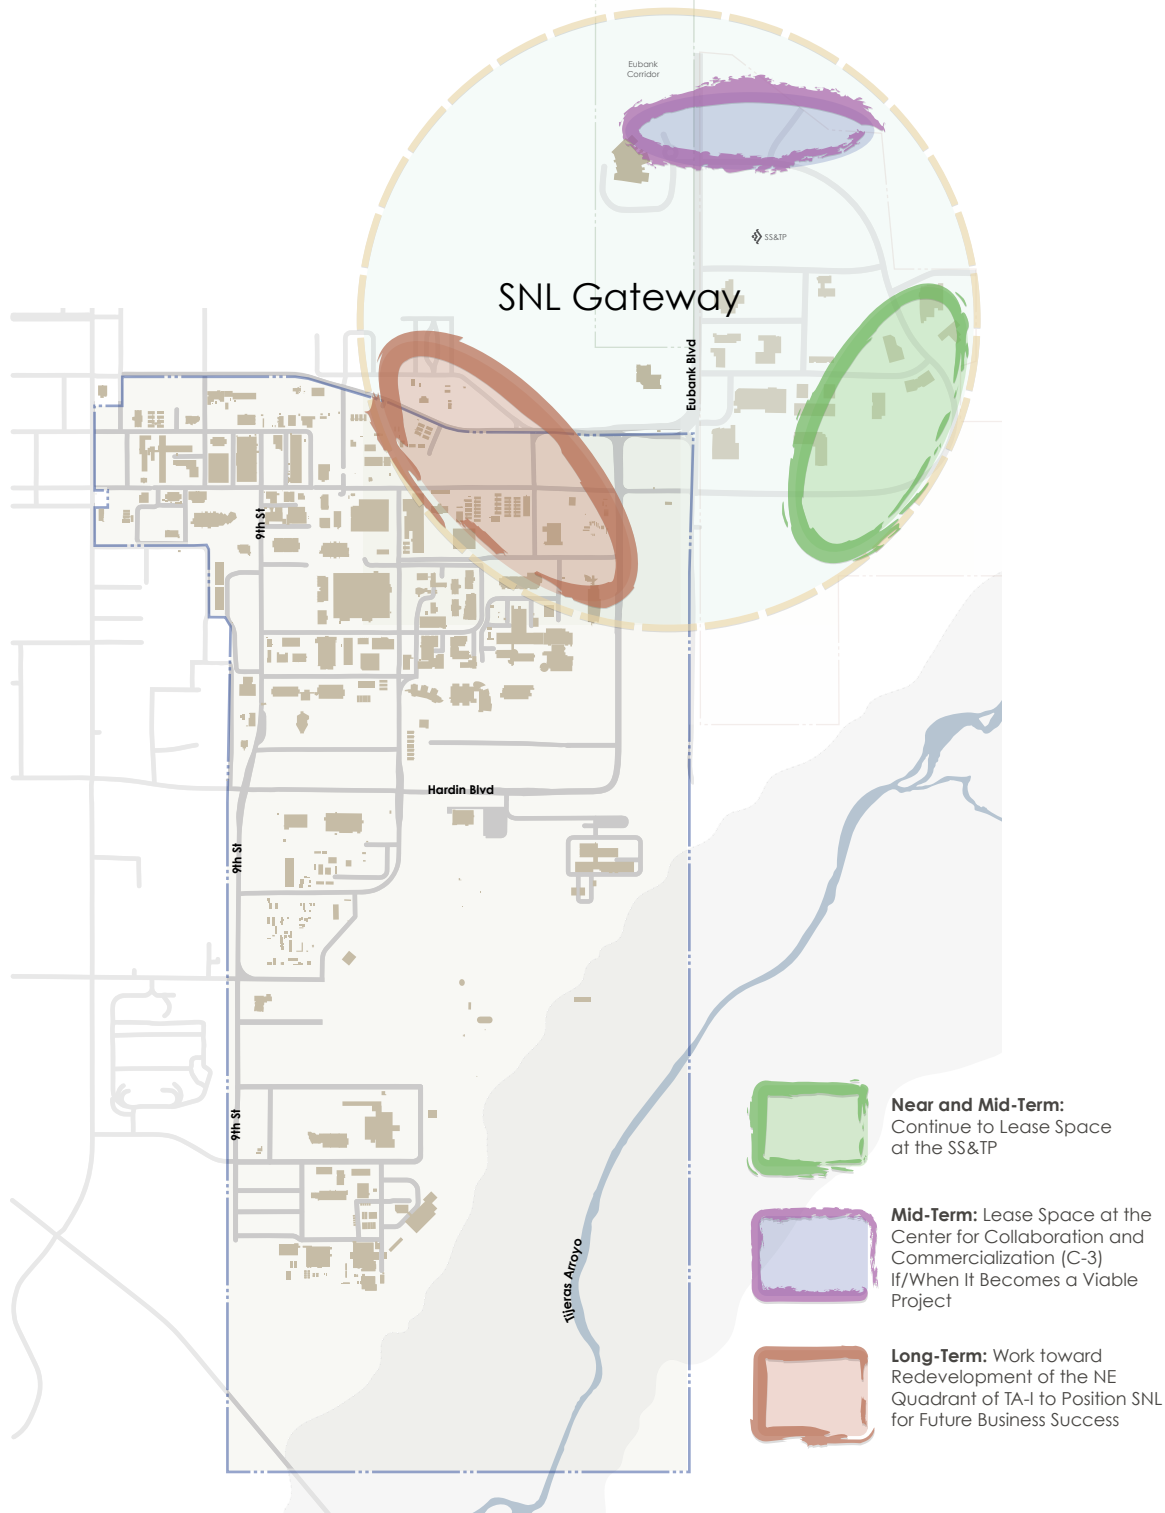 Eubank
Corridor
SS&TP
SNL Gateway
Eubank Blvd
9th St
Hardin Blvd
9th St
9th St
Tijeras Arroyo
Near and Mid-Term:
Continue to Lease Space
at the SS&TP
Mid-Term: Lease Space at the
Center for Collaboration and
Commercialization (C-3)
If/When It Becomes a Viable
Project
Long-Term: Work toward
Redevelopment of the NE
Quadrant of TA-I to Position SNL
for Future Business Success